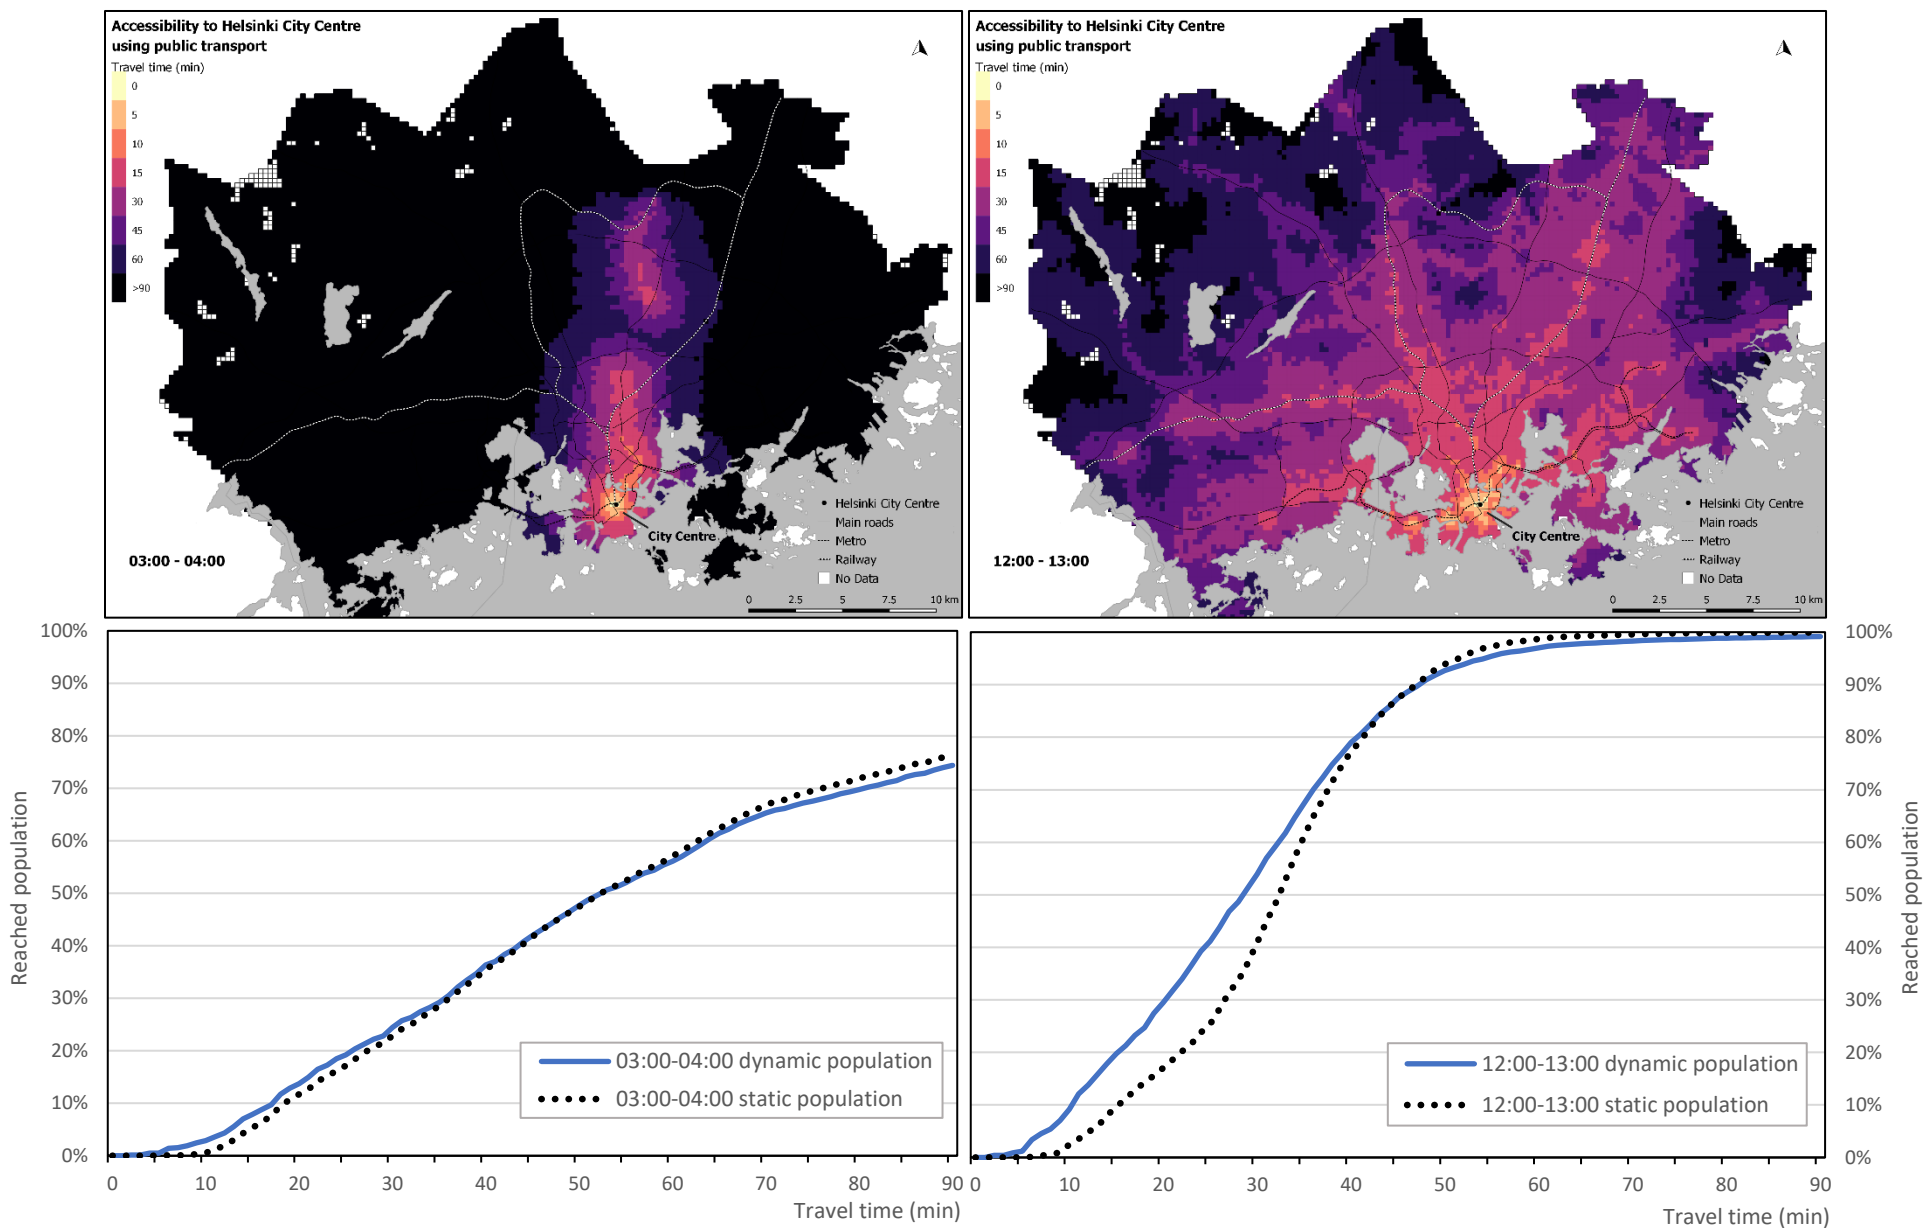 Accessibility to Helsinki City Centre
using public transport
Travel time (min)
0
5
10
15
30
45
60
>90
City Centre
Helsinki City Centre
Main roads
Metro
Railway
No Data
03:00 - 04:00
0 2.5 5 7.5 10 km
Accessibility to Helsinki City Centre
using public transport
Travel time (min)
0
5
10
15
30
45
60
>90
City Centre
Helsinki City Centre
Main roads
Metro
Railway
No Data
12:00 - 13:00
0 2.5 5 7.5 10 km
100%
90%
80%
70%
60%
50%
40%
30%
20%
10%
0%
Reached population
03:00-04:00 dynamic population
03:00-04:00 static population
0 10 20 30 40 50 60 70 80 90
Travel time (min)
12:00-13:00 dynamic population
12:00-13:00 static population
0 10 20 30 40 50 60 70 80 90
Travel time (min)
100%
90%
80%
70%
60%
50%
40%
30%
20%
10%
0%
Reached population